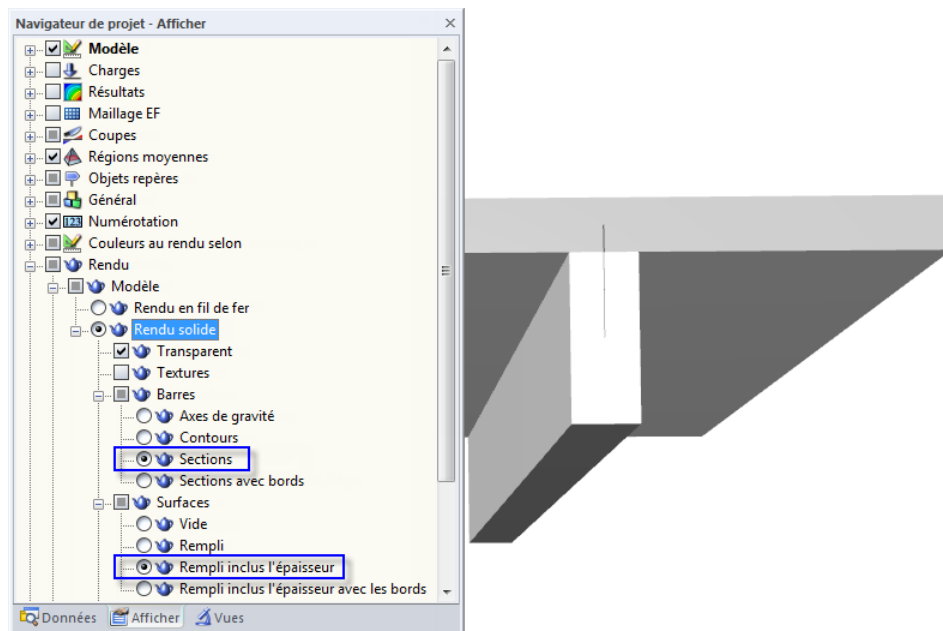 Navigateur de projet - Afficher
Modèle
Charges
Résultats
Maillage EF
Coupes
Régions moyennes
Objets repères
Général
123 Numérotation
Couleurs au rendu selon
Rendu
Modèle
Rendu en fil de fer
Rendu solide
Transparent
Textures
Barres
Axes de gravité
Contours
Sections
Sections avec bords
Surfaces
Vide
Rempli
Rempli inclus l'épaisseur
Rempli inclus l'épaisseur avec les bords
Données Afficher Vues